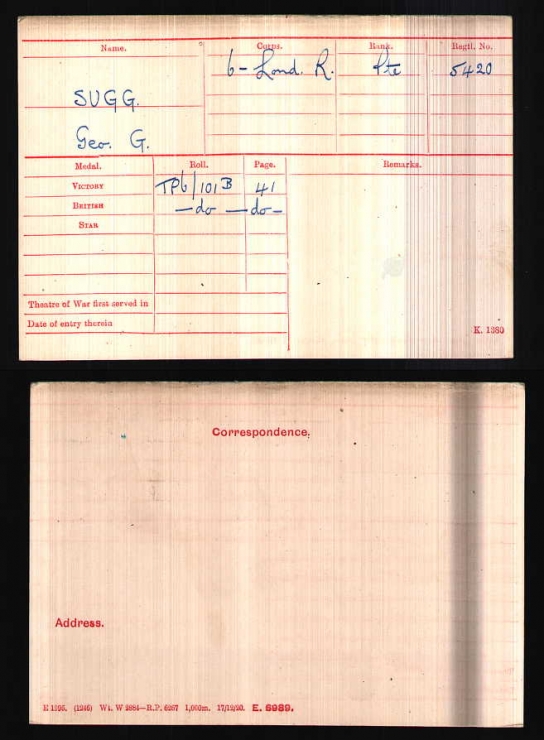 Name. Corps. Rank. Regtl. No.
6 - Lond. R. Pte 5420
SUGG.
Geo. G.
Medal. Roll. Page. Remarks.
VICTORY TP6/101 B 41
BRITISH —do— —do—
STAR
Theatre of War first served in
Date of entry therein
K. 1380
Correspondence.
Address.
(1246) Wt. W 2884—R.P. 6267 1,000m. 17/12/20. E. 6989.